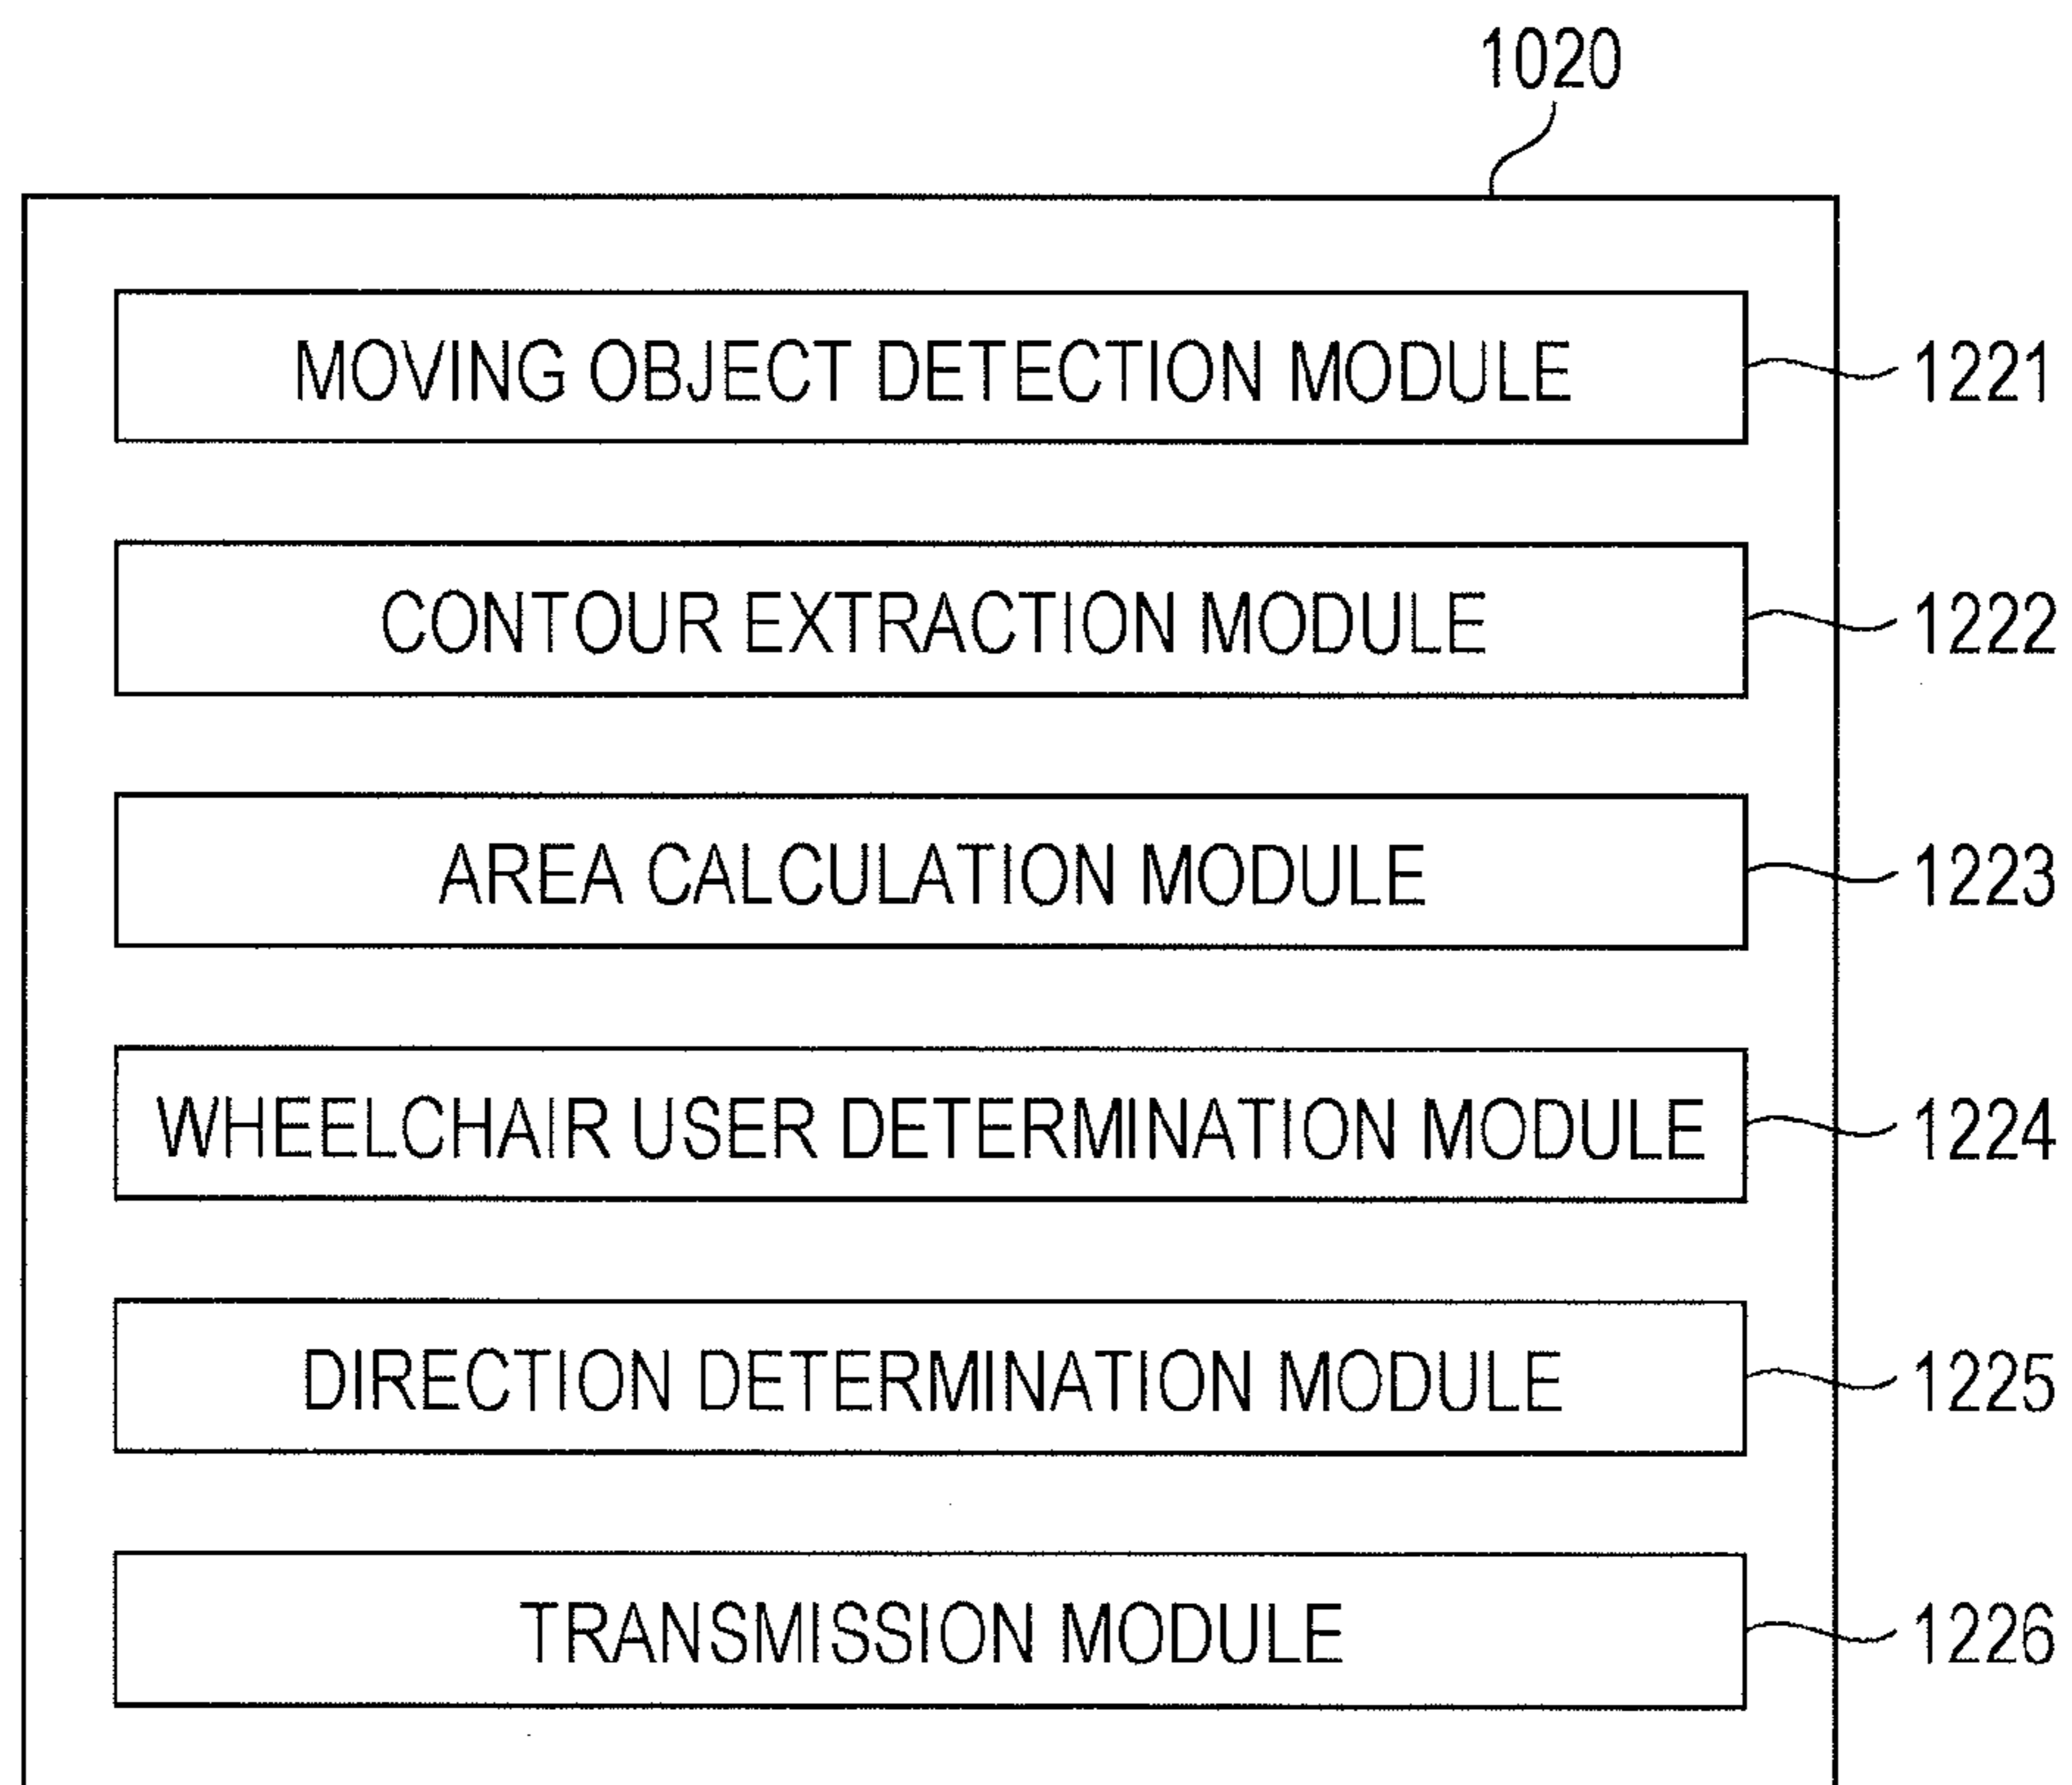 1020
MOVING OBJECT DETECTION MODULE 1221
CONTOUR EXTRACTION MODULE 1222
AREA CALCULATION MODULE 1223
WHEELCHAIR USER DETERMINATION MODULE 1224
DIRECTION DETERMINATION MODULE 1225
TRANSMISSION MODULE 1226